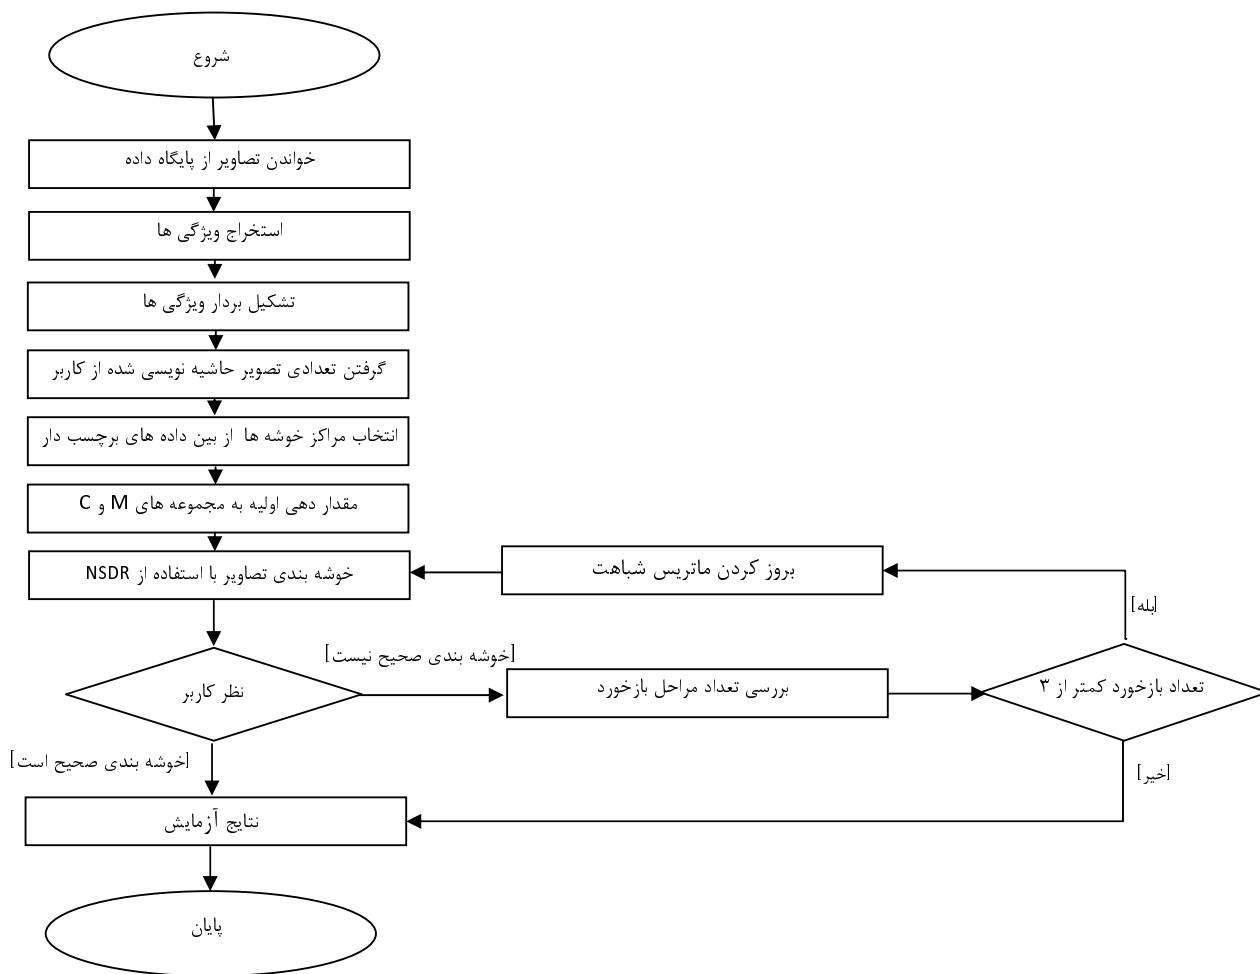 شروع
خواندن تصاویر از پایگاه داده
استخراج ویژگی ها
تشکیل بردار ویژگی ها
گرفتن تعدادی تصویر حاشیه نویسی شده از کاربر
انتخاب مراکز خوشه ها از بین داده های برچسب دار
مقدار دهی اولیه به مجموعه های M و C
خوشه بندی تصاویر با استفاده از NSDR
بروز کردن ماتریس شباهت
[بله]
[خوشه بندی صحیح نیست]
نظر کاربر
بررسی تعداد مراحل بازخورد
تعداد بازخورد کمتر از ۳
[خوشه بندی صحیح است]
[خیر]
نتایج آزمایش
پایان